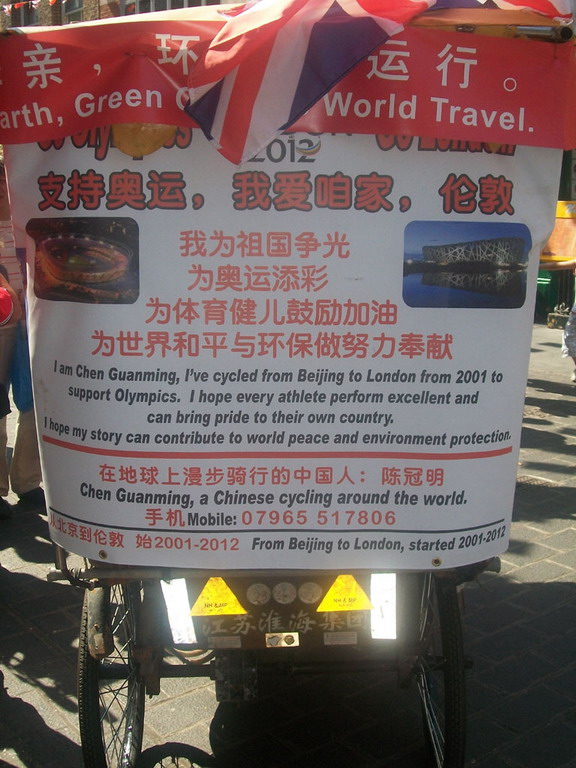 亲，环 运行。
arth, Green World Travel.
2012
支持奥运，我爱咱家，伦敦
我为祖国争光
为奥运添彩
为体育健儿鼓励加油
为世界和平与环保做努力奉献
I am Chen Guanming, I've cycled from Beijing to London from 2001 to
support Olympics. I hope every athlete perform excellent and
can bring pride to their own country.
I hope my story can contribute to world peace and environment protection.
在地球上漫步骑行的中国人：陈冠明
Chen Guanming, a Chinese cycling around the world.
手机Mobile: 07965 517806
从北京到伦敦 始2001-2012 From Beijing to London, started 2001-2012
江苏淮海集团